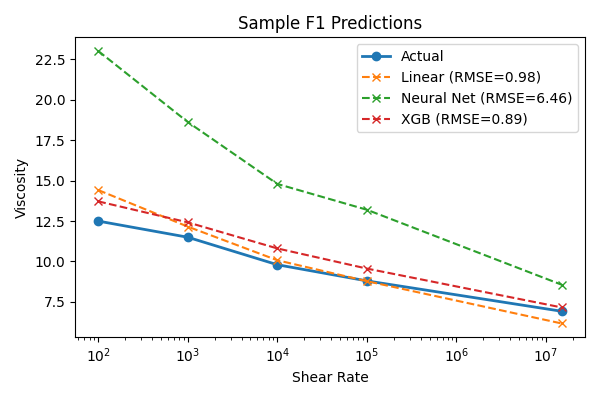 Sample F1 Predictions
Actual
Linear (RMSE=0.98)
Neural Net (RMSE=6.46)
XGB (RMSE=0.89)
Viscosity
22.5
20.0
17.5
15.0
12.5
10.0
7.5
10² 10³ 10⁴ 10⁵ 10⁶ 10⁷
Shear Rate